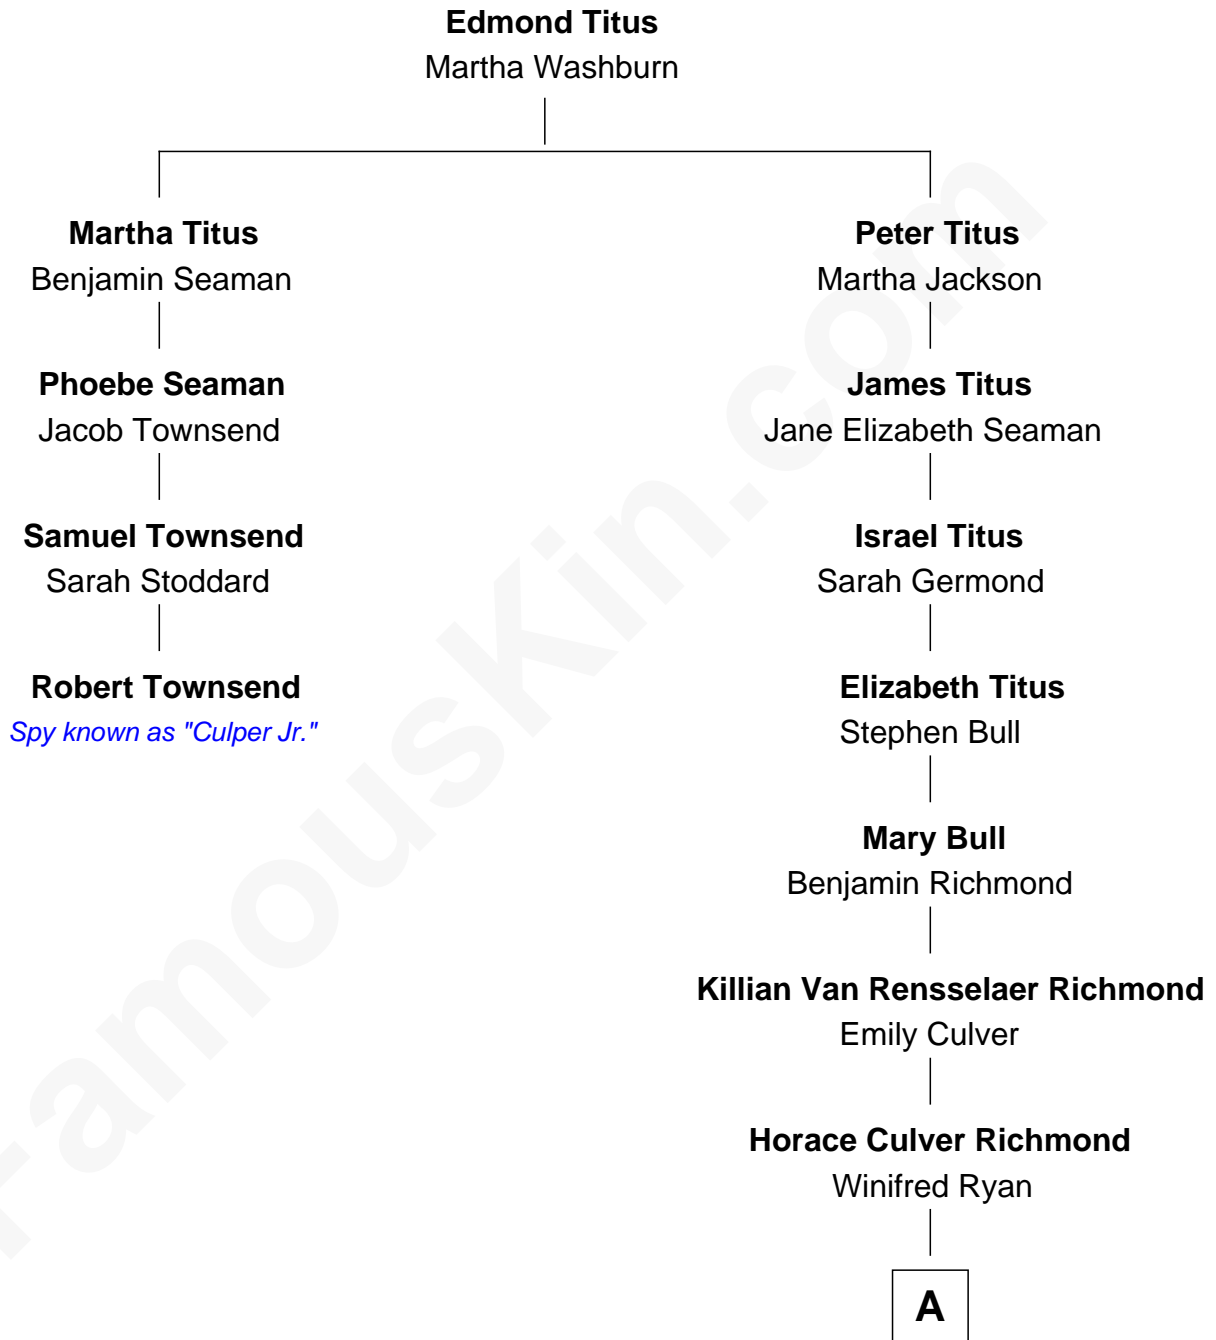 Edmond Titus
Martha Washburn
Martha Titus
Benjamin Seaman
Peter Titus
Martha Jackson
Phoebe Seaman
Jacob Townsend
James Titus
Jane Elizabeth Seaman
Samuel Townsend
Sarah Stoddard
Israel Titus
Sarah Germond
Robert Townsend
Spy known as "Culper Jr."
Elizabeth Titus
Stephen Bull
Mary Bull
Benjamin Richmond
Killian Van Rensselaer Richmond
Emily Culver
Horace Culver Richmond
Winifred Ryan
A
FamousKin.com